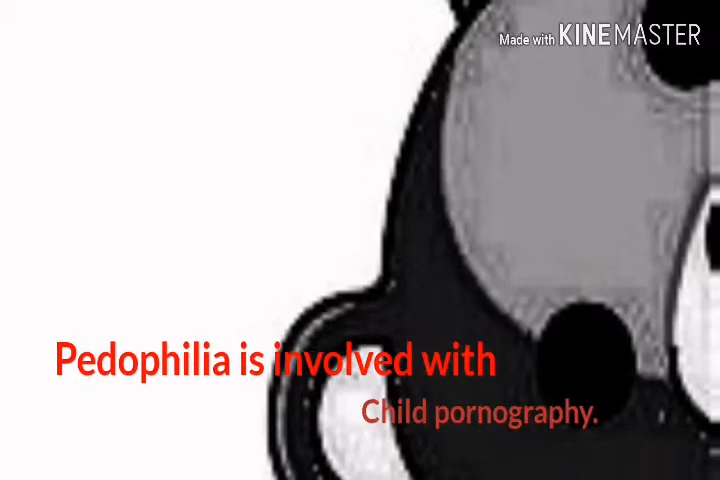 Made with KINEMASTER
Pedophilia is involved with
Child pornography.